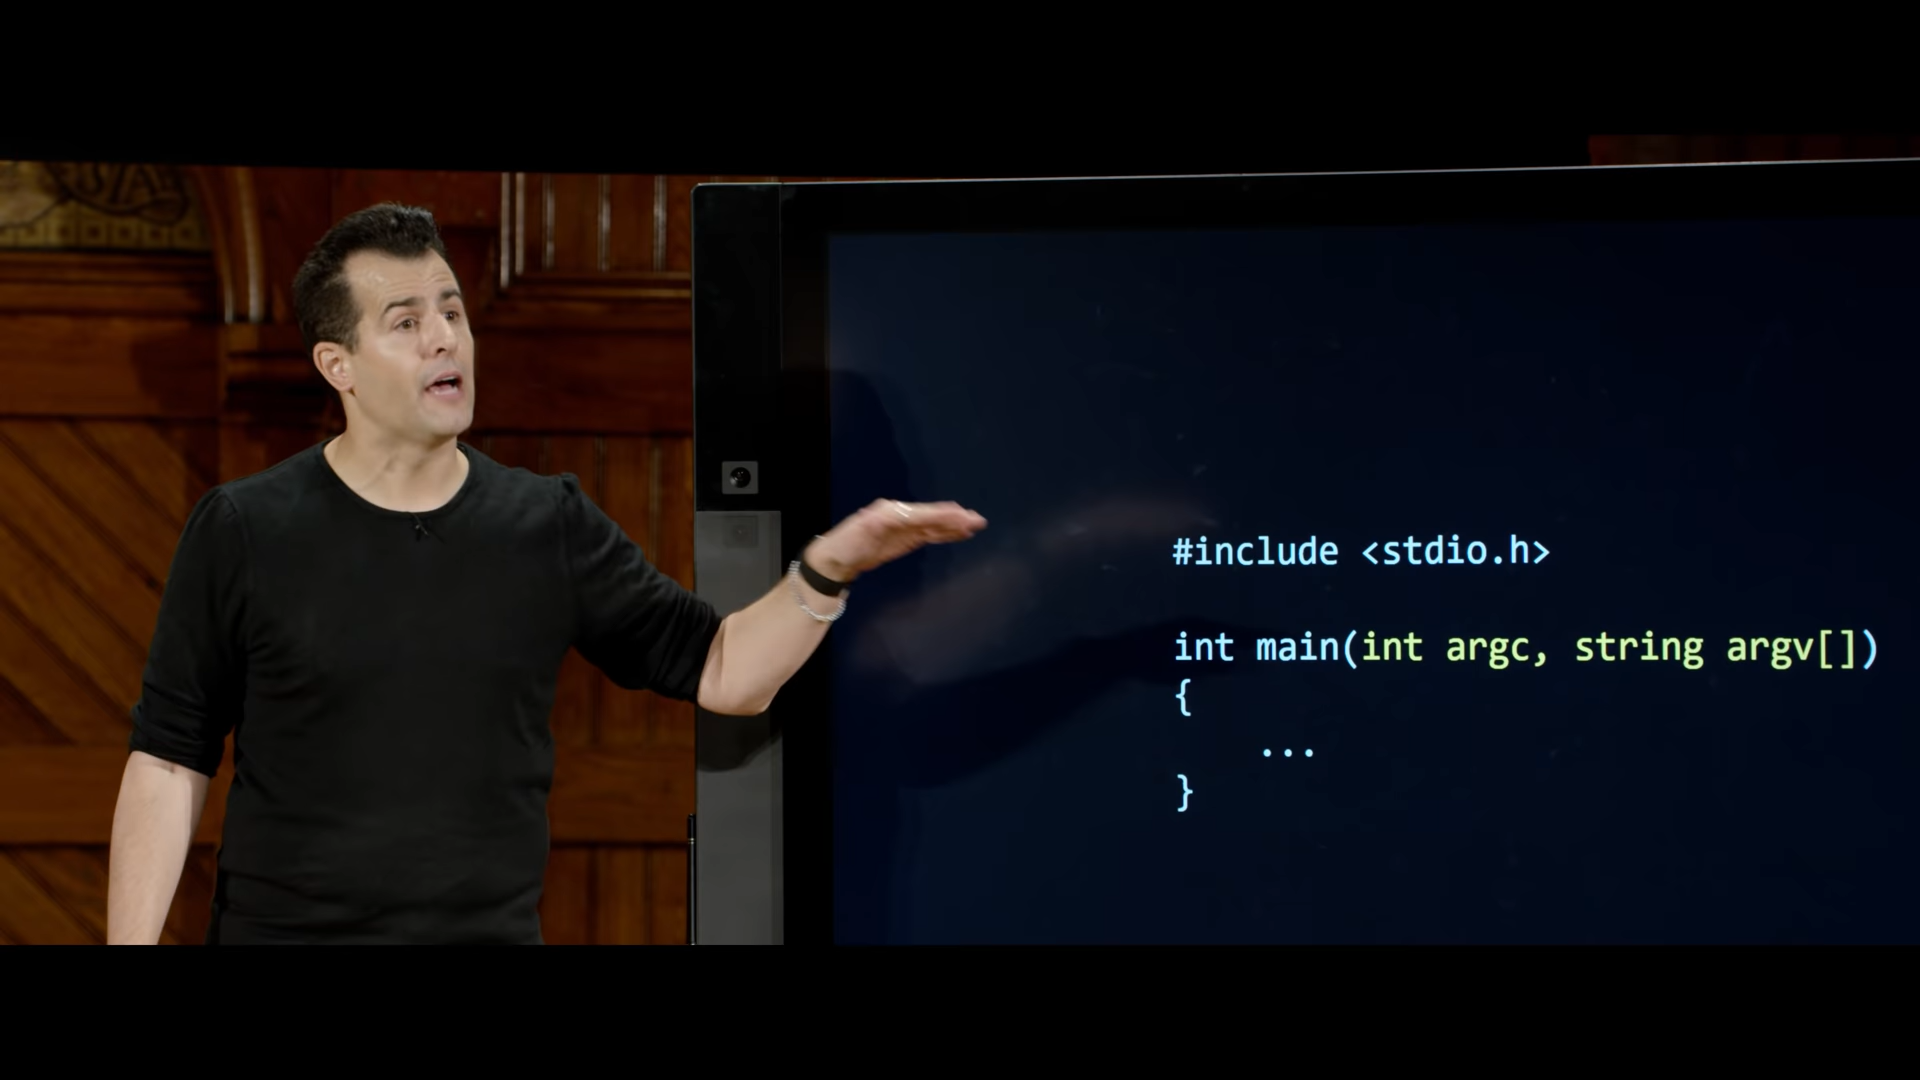 #include <stdio.h>
int main(int argc, string argv[])
{
...
}